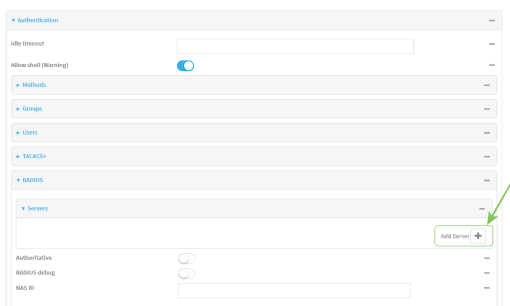 Authentication
Idle timeout
Allow shell (Warning)
Methods
Groups
Users
TACACS+
RADIUS
Servers
Add Server
Authoritative
RADIUS debug
NAS ID